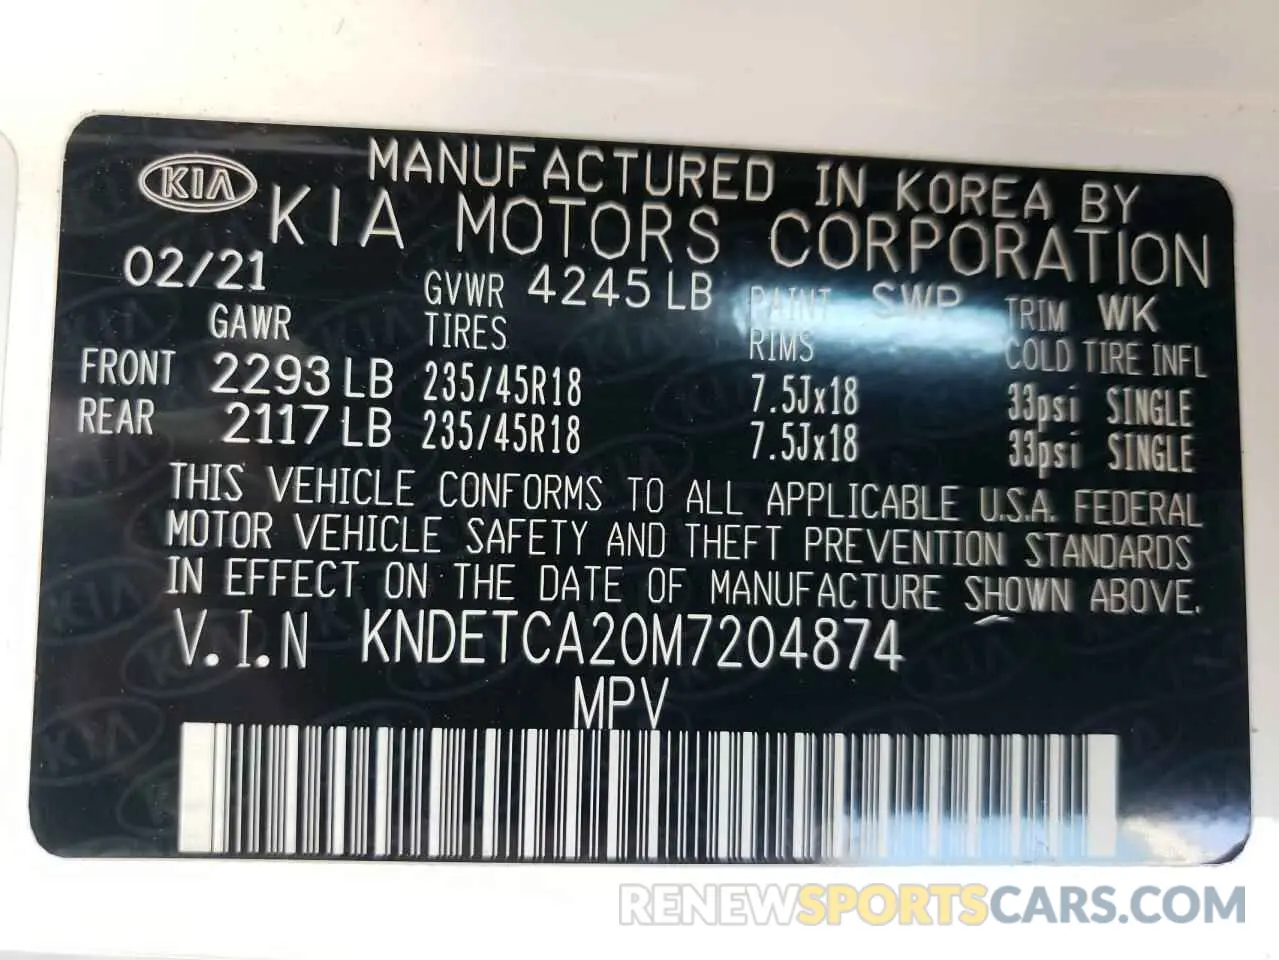 KIA
MANUFACTURED IN KOREA BY
KIA MOTORS CORPORATION
02/21 GVWR 4245 LB PAINT SWP TRIM WK
GAWR TIRES RIMS COLD TIRE INFL
FRONT 2293 LB 235/45R18 7.5Jx18 33psi SINGLE
REAR 2117 LB 235/45R18 7.5Jx18 33psi SINGLE
THIS VEHICLE CONFORMS TO ALL APPLICABLE U.S.A. FEDERAL
MOTOR VEHICLE SAFETY AND THEFT PREVENTION STANDARDS
IN EFFECT ON THE DATE OF MANUFACTURE SHOWN ABOVE.
V.I.N KNDETCA20M7204874
MPV
RENEWSPORTSCARS.COM